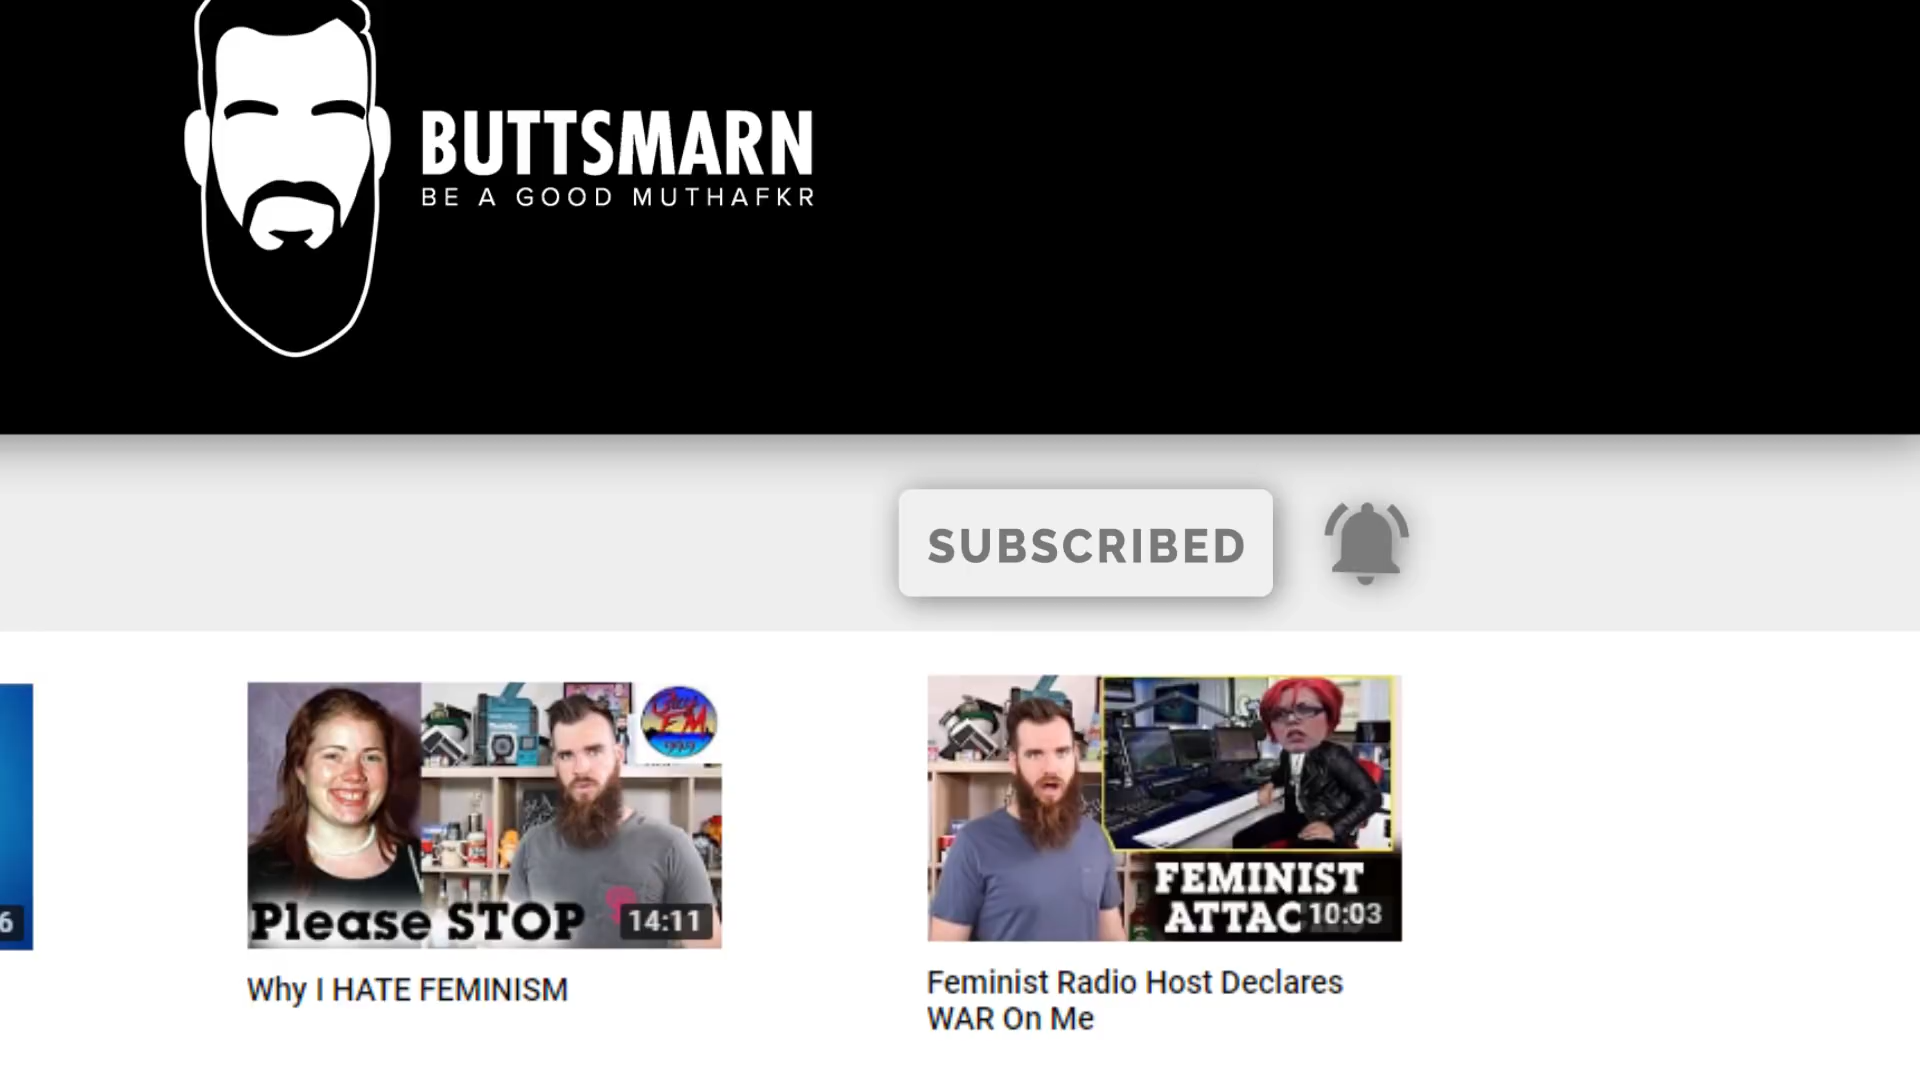 BUTTSMARN
BE A GOOD MUTHAFKR
SUBSCRIBED
6
Please STOP
14:11
FEMINIST
ATTAC
10:03
Why I HATE FEMINISM
Feminist Radio Host Declares
WAR On Me